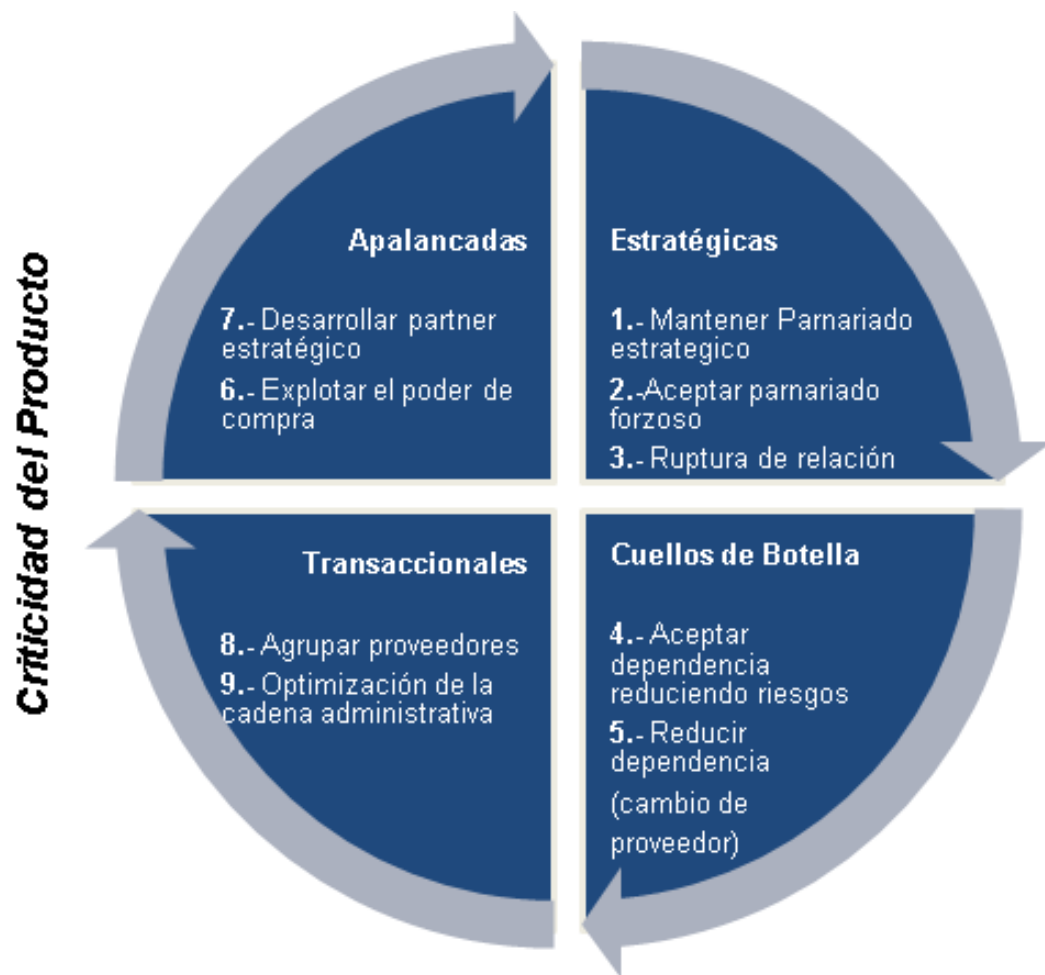 Criticidad del Producto
Apalancadas
7.- Desarrollar partner
estratégico
6.- Explotar el poder de
compra
Estratégicas
1.- Mantener Parnariado
estrategico
2.-Aceptar parnariado
forzoso
3.- Ruptura de relación
Transaccionales
8.- Agrupar proveedores
9.- Optimización de la
cadena administrativa
Cuellos de Botella
4.- Aceptar
dependencia
reduciendo riesgos
5.- Reducir
dependencia
(cambio de
proveedor)